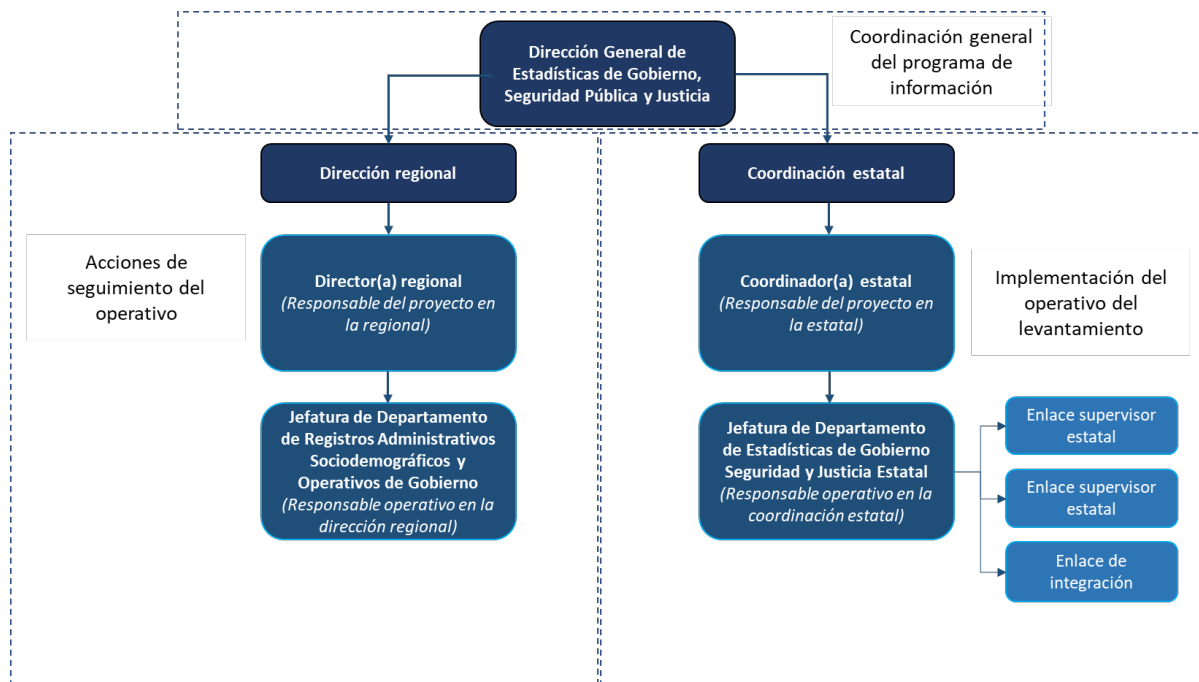 Dirección General de
Estadísticas de Gobierno,
Seguridad Pública y Justicia
Coordinación general
del programa de
información
Dirección regional
Coordinación estatal
Acciones de
seguimiento del
operativo
Director(a) regional
(Responsable del proyecto en
la regional)
Coordinador(a) estatal
(Responsable del proyecto en
la estatal)
Implementación del
operativo del
levantamiento
Jefatura de Departamento
de Registros Administrativos
Sociodemográficos y
Operativos de Gobierno
(Responsable operativo en la
dirección regional)
Jefatura de Departamento
de Estadísticas de Gobierno
Seguridad y Justicia Estatal
(Responsable operativo en la
coordinación estatal)
Enlace supervisor
estatal
Enlace supervisor
estatal
Enlace de
integración